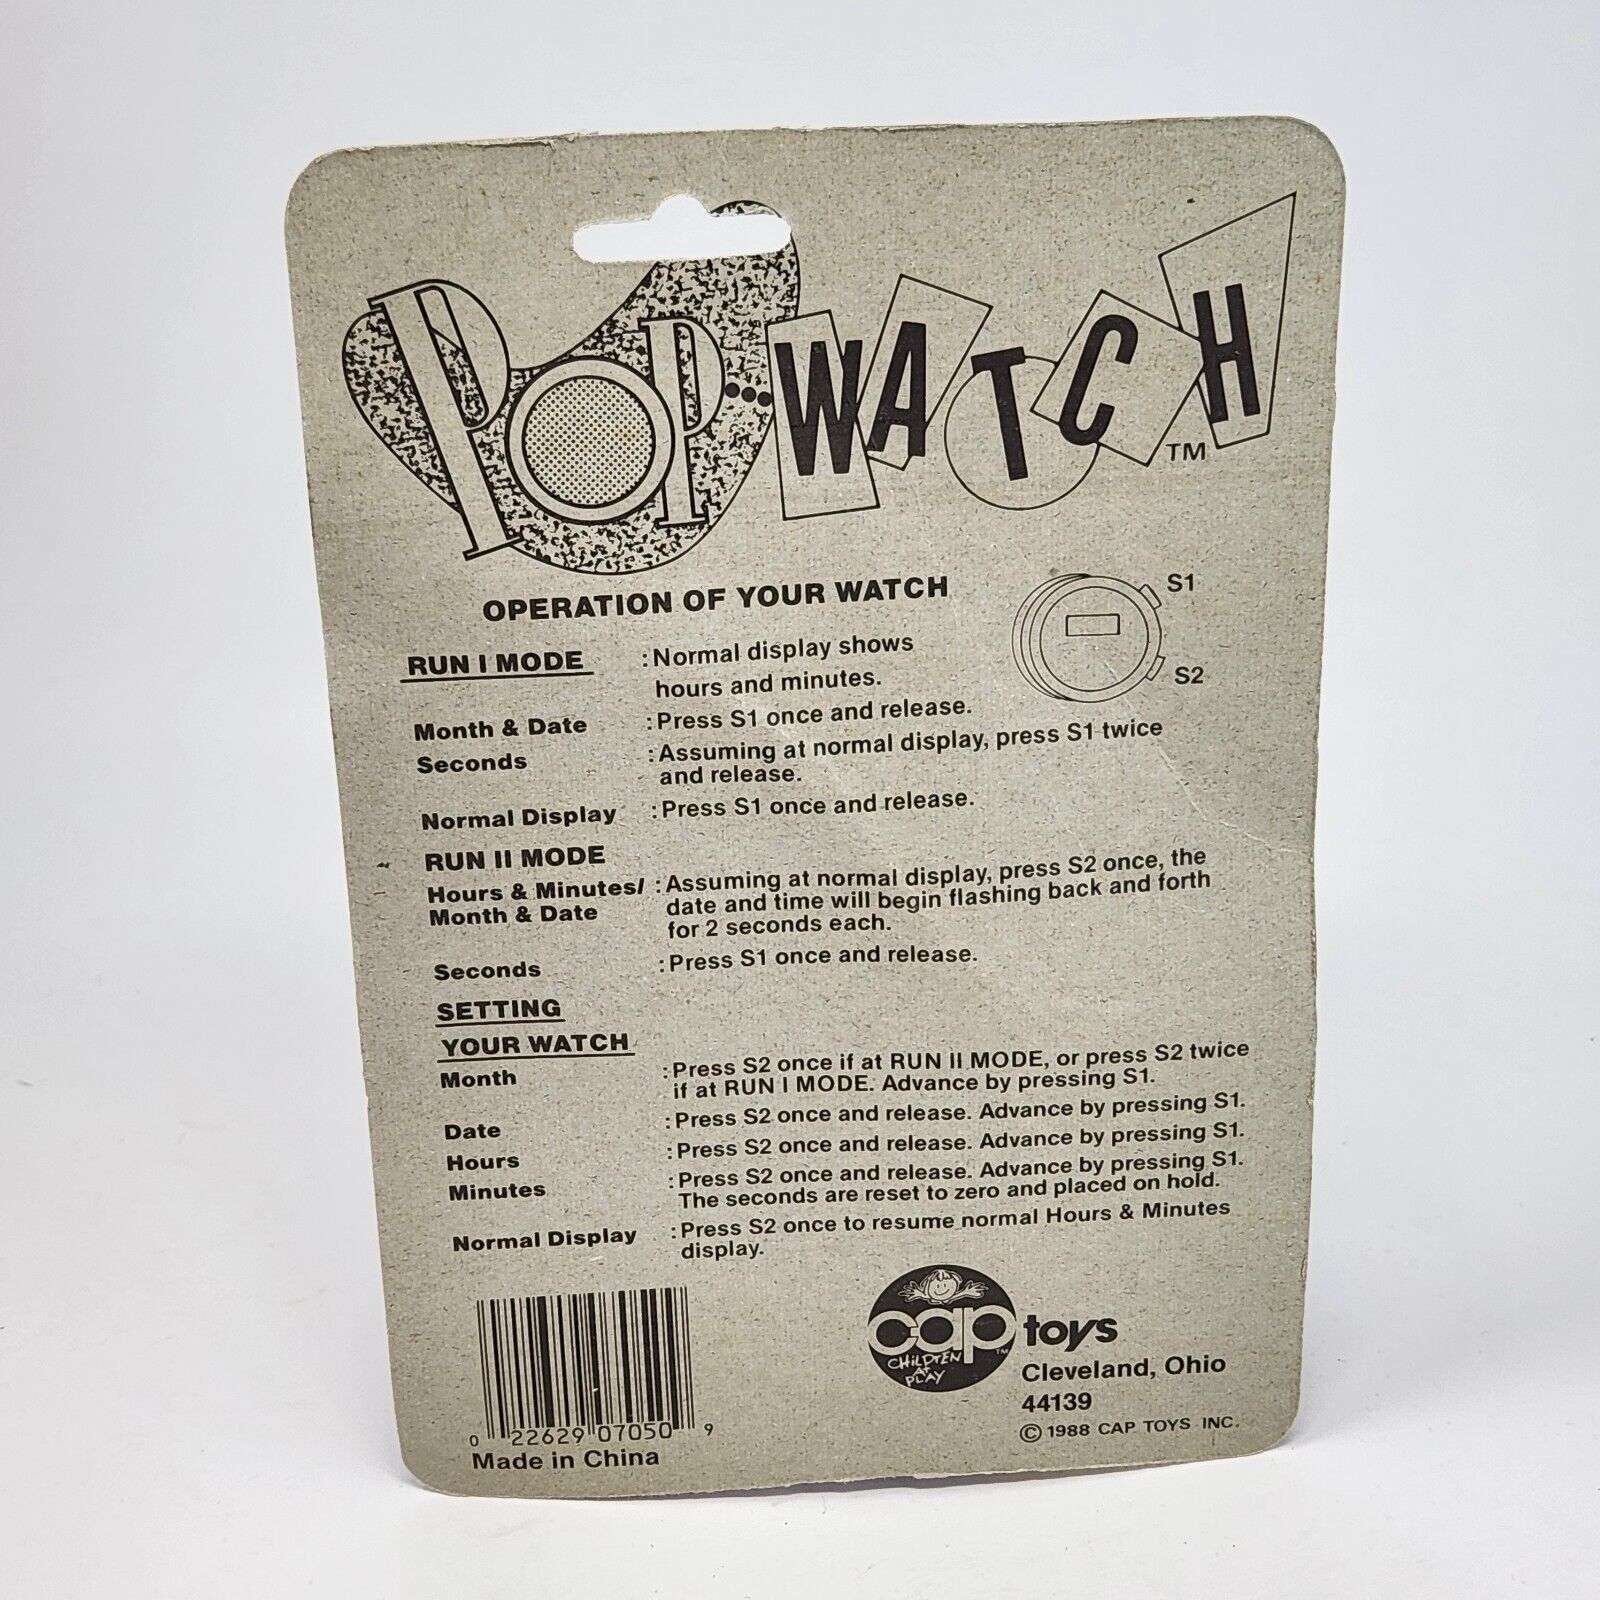 POP...WATCH™
OPERATION OF YOUR WATCH
S1
S2
RUN I MODE :Normal display shows
hours and minutes.
Month & Date :Press S1 once and release.
Seconds :Assuming at normal display, press S1 twice
and release.
Normal Display :Press S1 once and release.
RUN II MODE
Hours & Minutes/ :Assuming at normal display, press S2 once, the
Month & Date date and time will begin flashing back and forth
for 2 seconds each.
Seconds :Press S1 once and release.
SETTING
YOUR WATCH
Month :Press S2 once if at RUN II MODE, or press S2 twice
if at RUN I MODE. Advance by pressing S1.
Date :Press S2 once and release. Advance by pressing S1.
Hours :Press S2 once and release. Advance by pressing S1.
Minutes :Press S2 once and release. Advance by pressing S1.
The seconds are reset to zero and placed on hold.
Normal Display :Press S2 once to resume normal Hours & Minutes
display.
0 22629 07050 9
Made in China
cap toys
TM
CHILDREN
AT
PLAY
Cleveland, Ohio
44139
© 1988 CAP TOYS INC.